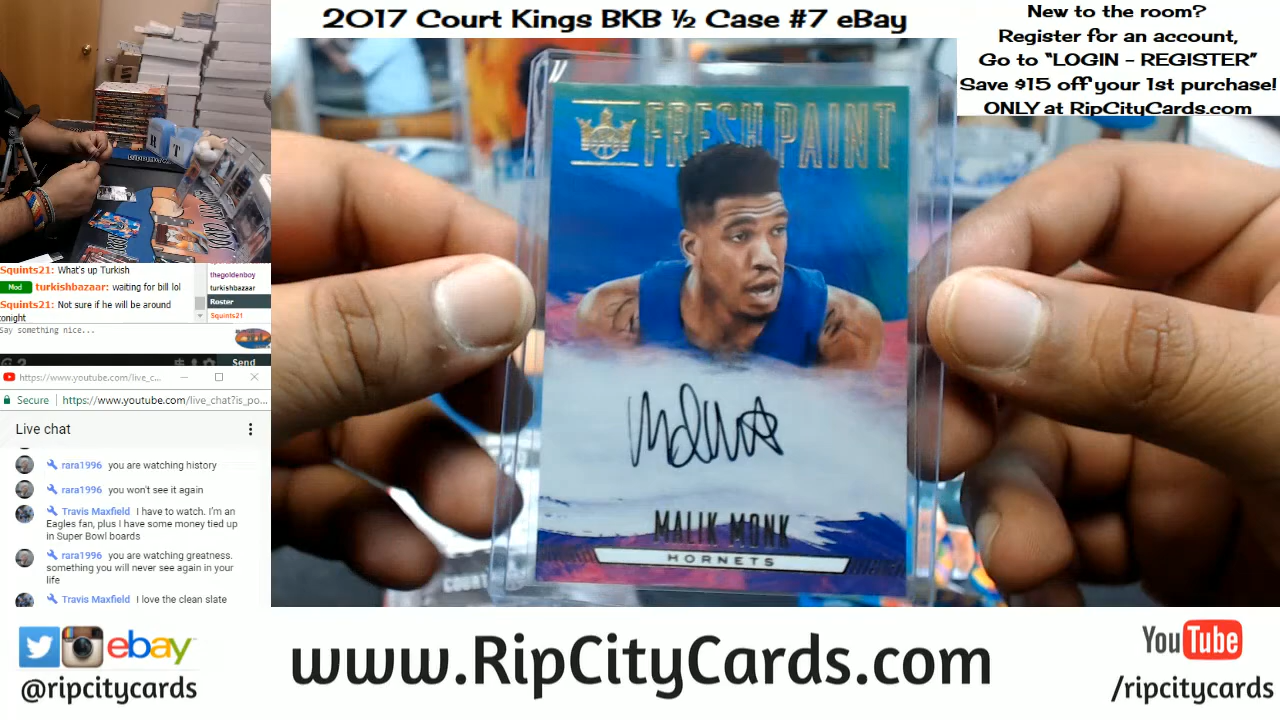 2017 Court Kings BKB ½ Case #7 eBay
New to the room?
Register for an account,
Go to “LOGIN - REGISTER”
Save $15 off your 1st purchase!
ONLY at RipCityCards.com
FRESH PAINT
MALIK MONK
HORNETS
R T
Squints21: What's up Turkish
Mod turkishbazaar: waiting for bill lol
Squints21: Not sure if he will be around
tonight
thegoldenboy
turkishbazaar
Roster
Squints21
Say something nice...
Send
https://www.youtube.com/live_c...
Secure https://www.youtube.com/live_chat?is_po...
Live chat
rara1996 you are watching history
rara1996 you won't see it again
Travis Maxfield I have to watch. I'm an
Eagles fan, plus I have some money tied up
in Super Bowl boards
rara1996 you are watching greatness.
something you will never see again in your
life
Travis Maxfield I love the clean slate
COURT
ebay
@ripcitycards
www.RipCityCards.com
YouTube
/ripcitycards